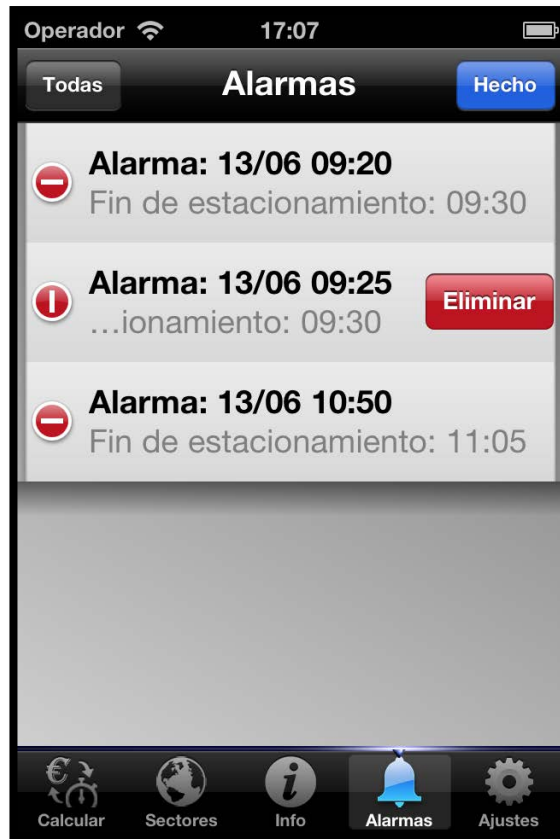 Operador 17:07
Todas Alarmas Hecho
Alarma: 13/06 09:20
Fin de estacionamiento: 09:30
Alarma: 13/06 09:25
…ionamiento: 09:30
Eliminar
Alarma: 13/06 10:50
Fin de estacionamiento: 11:05
Calcular Sectores Info Alarmas Ajustes